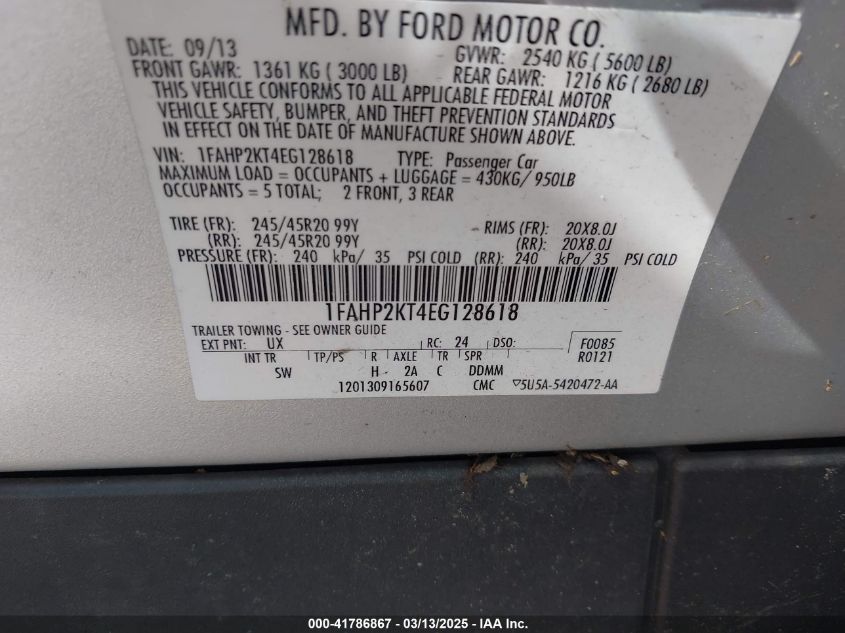 MFD. BY FORD MOTOR CO.
DATE: 09/13 GVWR: 2540 KG ( 5600 LB)
FRONT GAWR: 1361 KG ( 3000 LB) REAR GAWR: 1216 KG ( 2680 LB)
THIS VEHICLE CONFORMS TO ALL APPLICABLE FEDERAL MOTOR
VEHICLE SAFETY, BUMPER, AND THEFT PREVENTION STANDARDS
IN EFFECT ON THE DATE OF MANUFACTURE SHOWN ABOVE.
VIN: 1FAHP2KT4EG128618 TYPE: Passenger Car
MAXIMUM LOAD = OCCUPANTS + LUGGAGE = 430KG/ 950LB
OCCUPANTS = 5 TOTAL; 2 FRONT, 3 REAR
TIRE (FR): 245/45R20 99Y RIMS (FR): 20X8.0J
(RR): 245/45R20 99Y (RR): 20X8.0J
PRESSURE (FR): 240 kPa/ 35 PSI COLD (RR): 240 kPa/ 35 PSI COLD
1FAHP2KT4EG128618
TRAILER TOWING - SEE OWNER GUIDE
EXT PNT: UX RC: 24 DSO: F0085
INT TR TP/PS R AXLE TR SPR R0121
SW H - 2A C DDMM
1201309165607 CMC ▽5U5A-5420472-AA
000-41786867 - 03/13/2025 - IAA Inc.